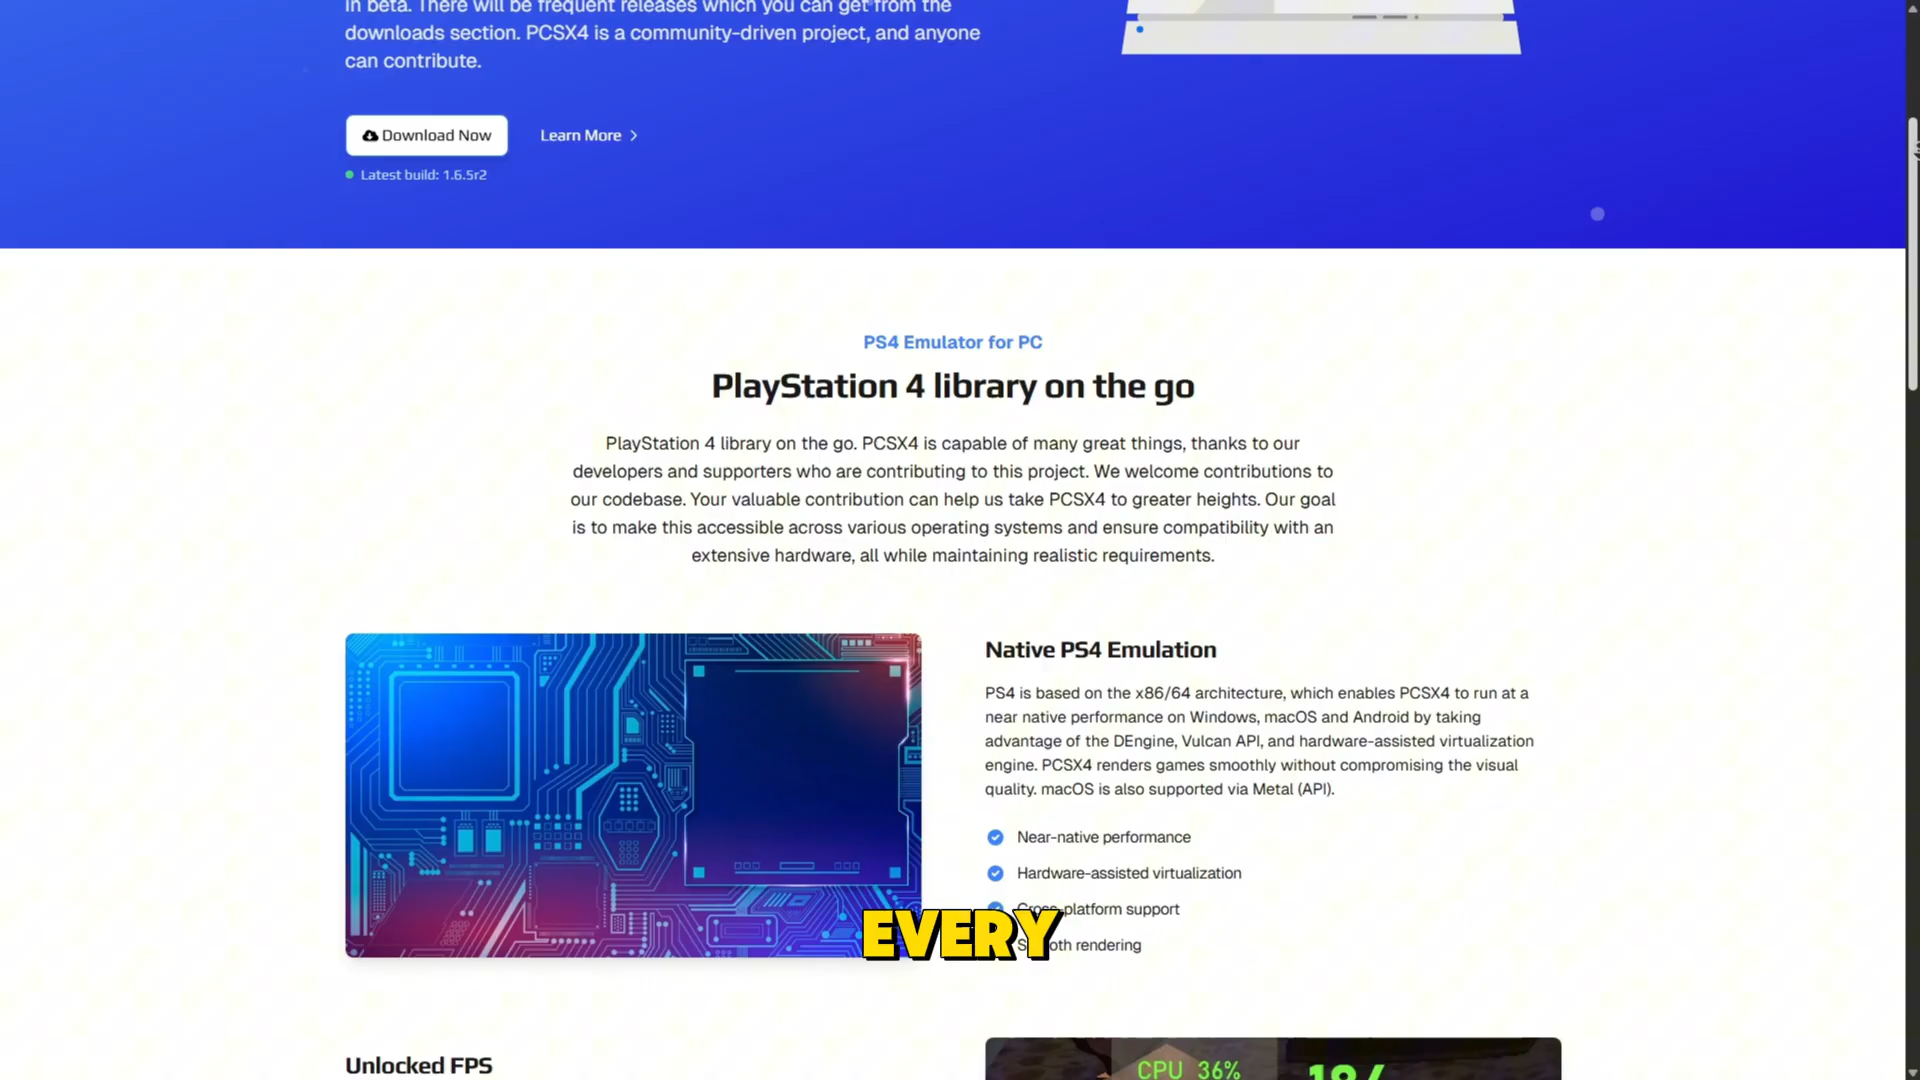 in beta. There will be frequent releases which you can get from the
downloads section. PCSX4 is a community-driven project, and anyone
can contribute.
Download Now
Learn More
Latest build: 1.6.5r2
PS4 Emulator for PC
PlayStation 4 library on the go
PlayStation 4 library on the go. PCSX4 is capable of many great things, thanks to our
developers and supporters who are contributing to this project. We welcome contributions to
our codebase. Your valuable contribution can help us take PCSX4 to greater heights. Our goal
is to make this accessible across various operating systems and ensure compatibility with an
extensive hardware, all while maintaining realistic requirements.
Native PS4 Emulation
PS4 is based on the x86/64 architecture, which enables PCSX4 to run at a
near native performance on Windows, macOS and Android by taking
advantage of the DEngine, Vulcan API, and hardware-assisted virtualization
engine. PCSX4 renders games smoothly without compromising the visual
quality. macOS is also supported via Metal (API).
Near-native performance
Hardware-assisted virtualization
Cross-platform support
EVERY
Smooth rendering
Unlocked FPS
CPU 36%